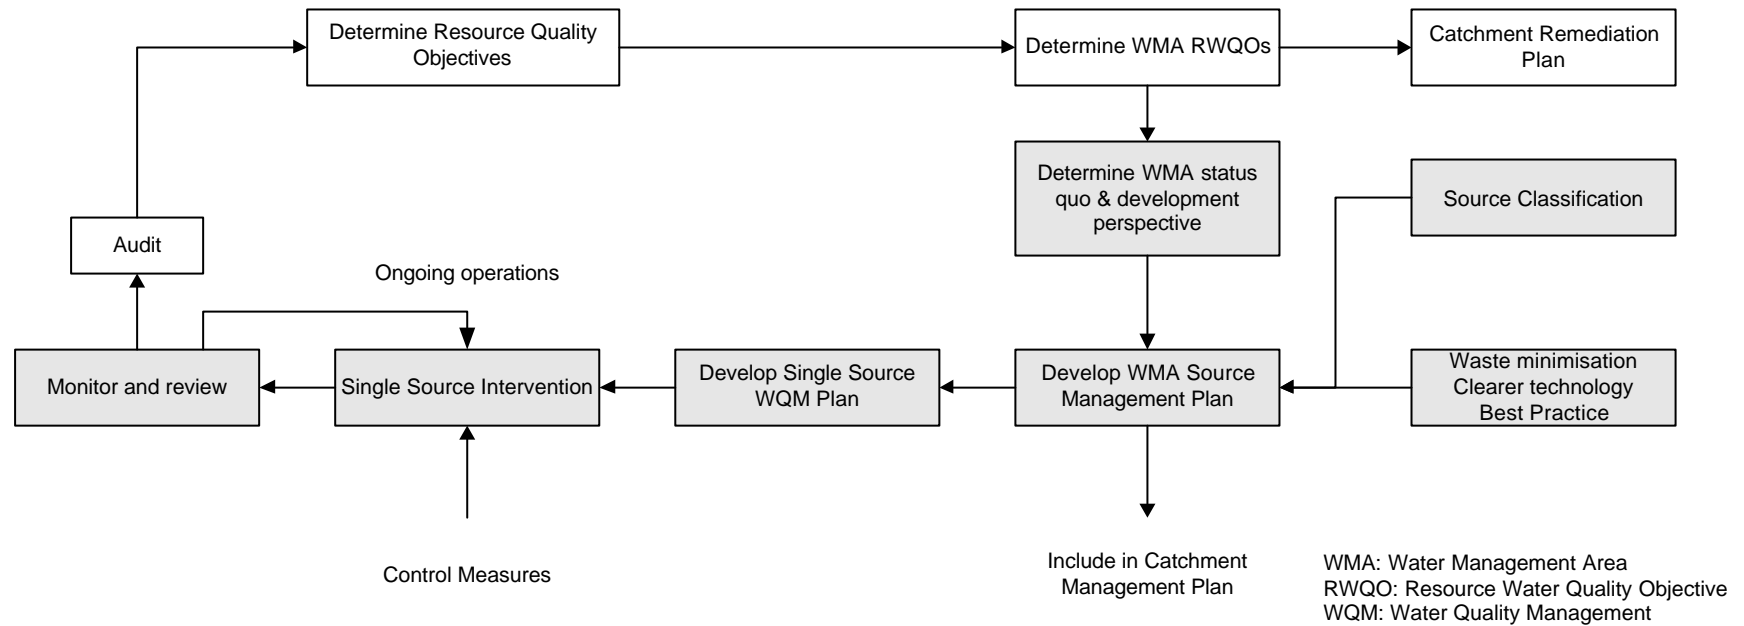 Determine Resource Quality
Objectives
Determine WMA RWQOs
Catchment Remediation
Plan
Determine WMA status
quo & development
perspective
Source Classification
Audit
Ongoing operations
Monitor and review
Single Source Intervention
Develop Single Source
WQM Plan
Develop WMA Source
Management Plan
Waste minimisation
Clearer technology
Best Practice
Control Measures
Include in Catchment
Management Plan
WMA: Water Management Area
RWQO: Resource Water Quality Objective
WQM: Water Quality Management